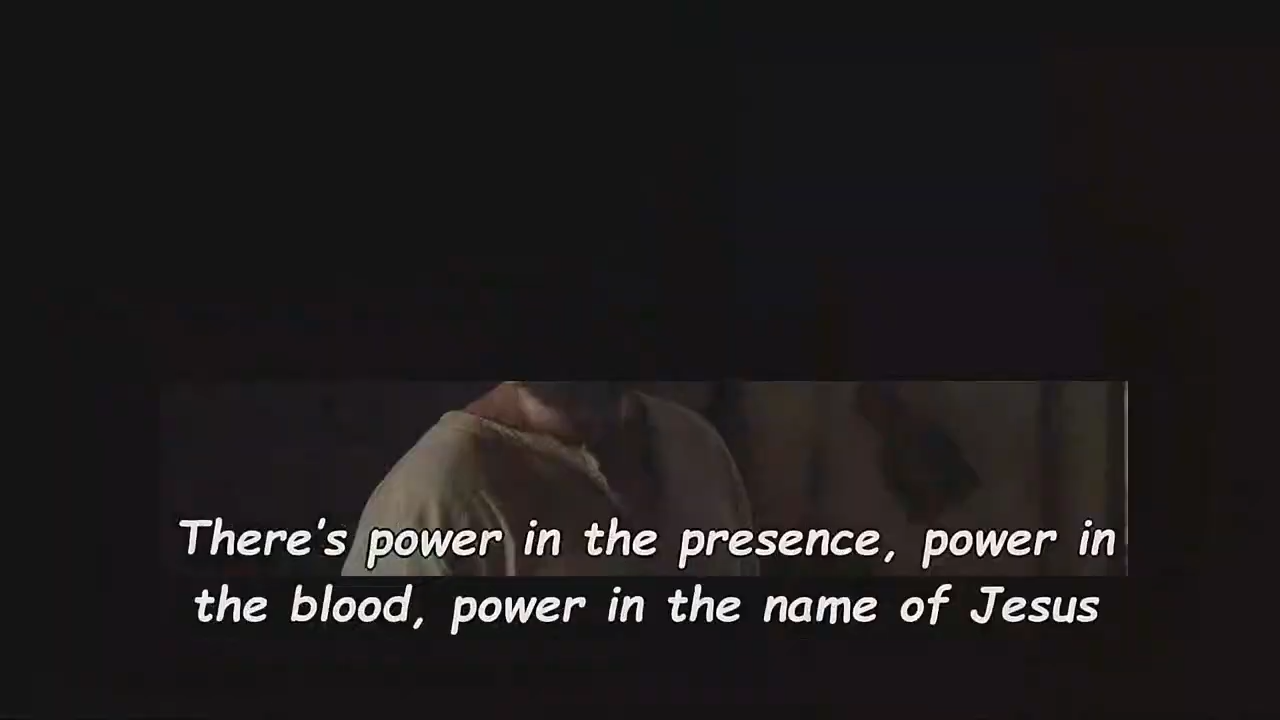 There's power in the presence, power in
the blood, power in the name of Jesus